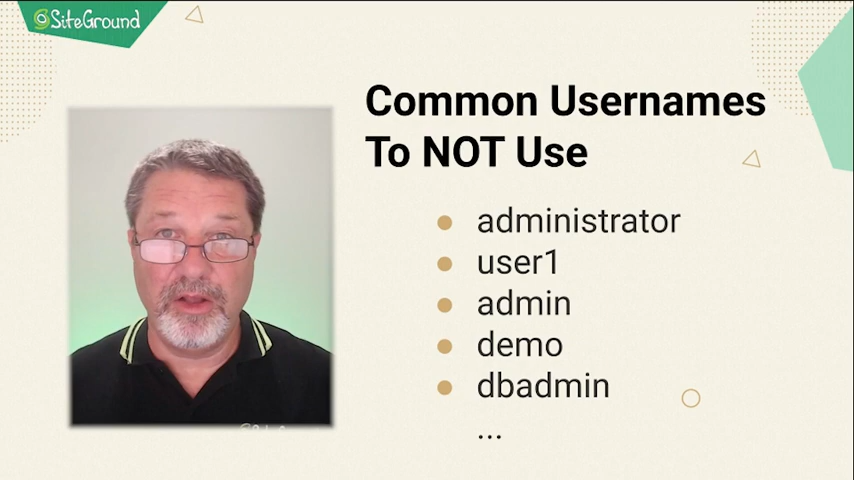 SiteGround
Common Usernames
To NOT Use
administrator
user1
admin
demo
dbadmin
...